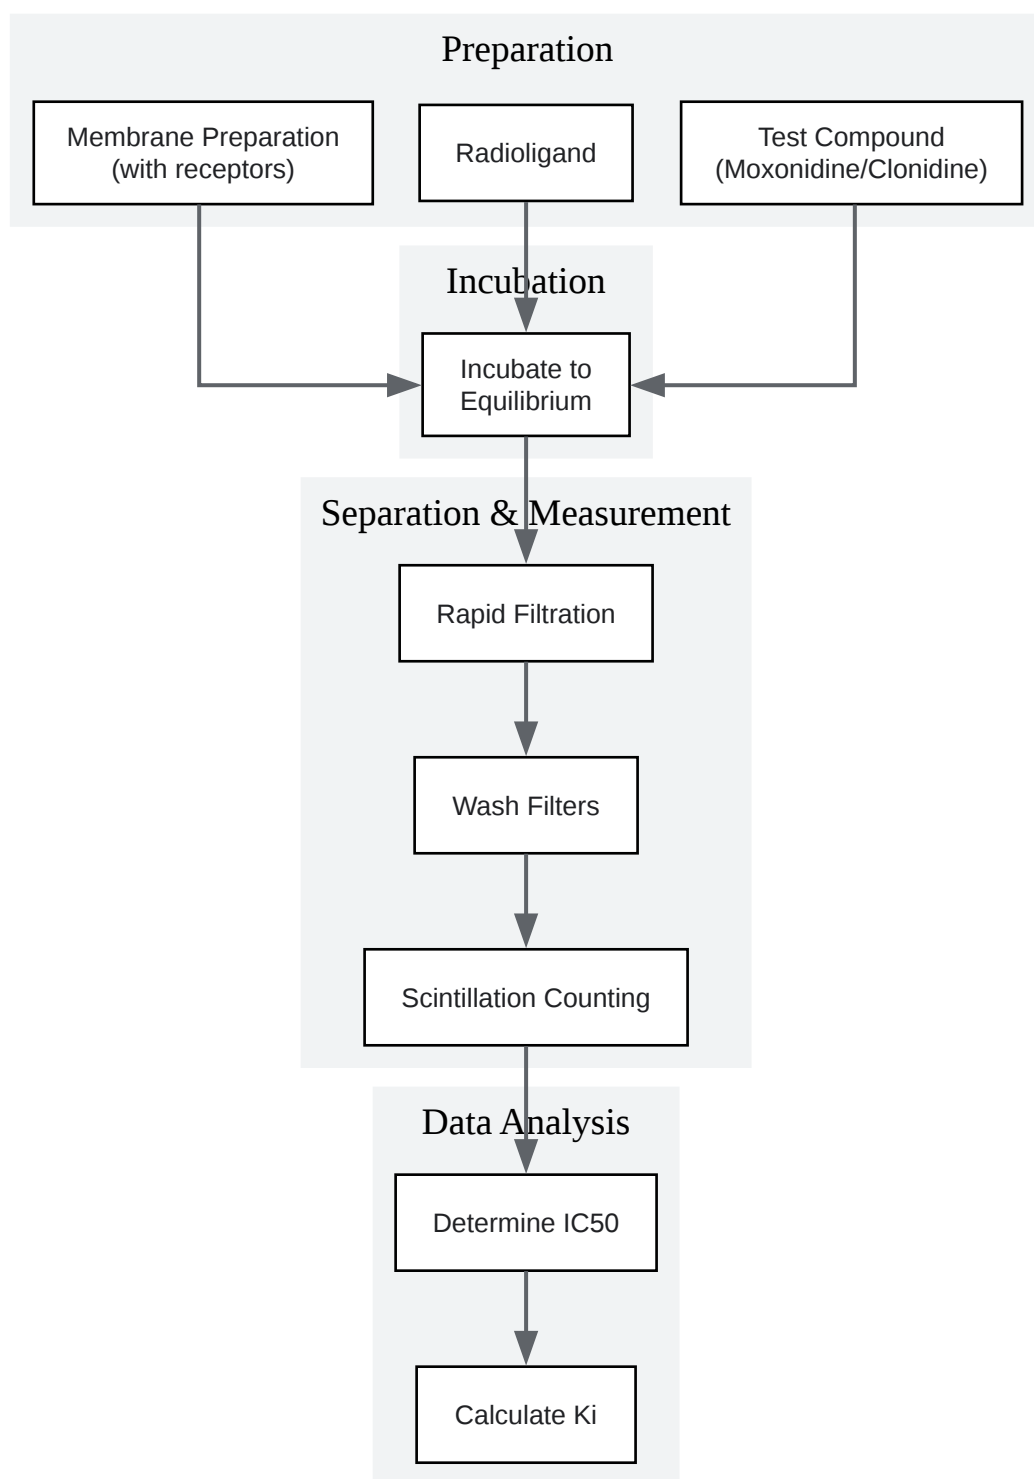 Preparation
Membrane Preparation
(with receptors)
Radioligand
Test Compound
(Moxonidine/Clonidine)
Incubation
Incubate to
Equilibrium
Separation & Measurement
Rapid Filtration
Wash Filters
Scintillation Counting
Data Analysis
Determine IC50
Calculate Ki